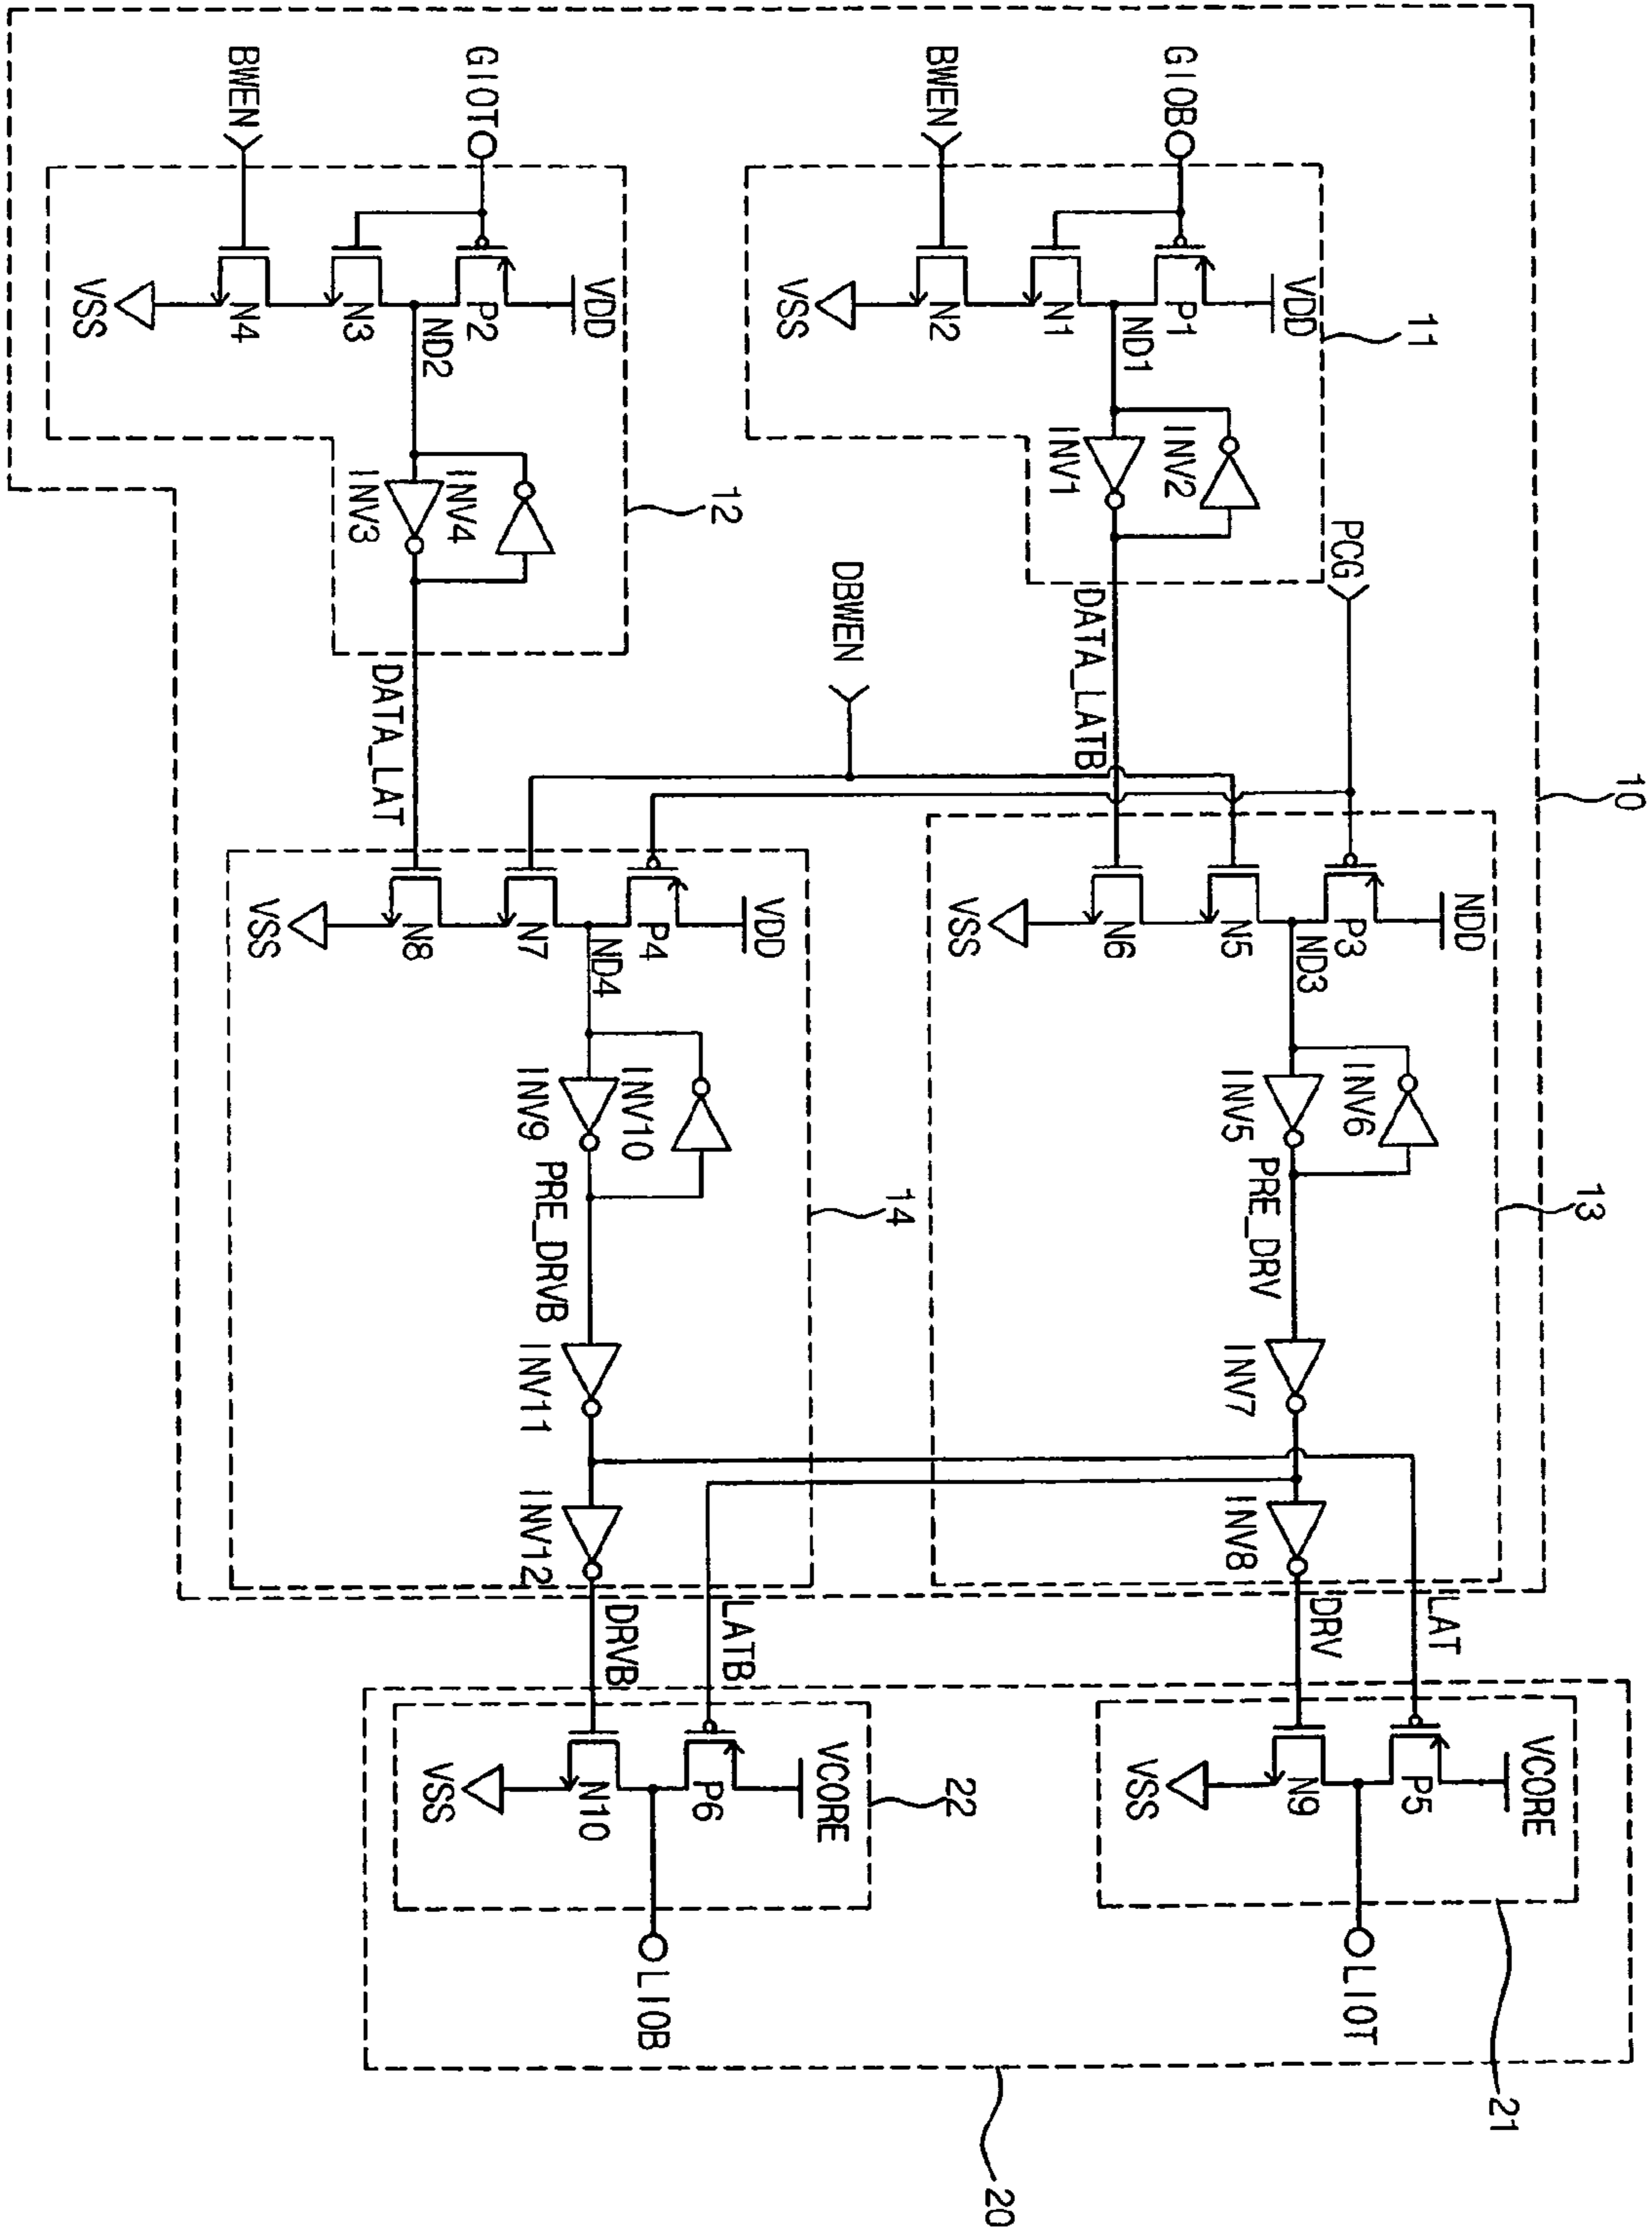 10
11
GIOB
BWEN
VDD
P1
ND1
N1
N2
VSS
INV2
INV1
PCG
DATA_LATB
13
NDD
P3
ND3
N5
N6
VSS
INV6
INV5
PRE_DRV
INV7
INV8
LAT
DRV
21
VCORE
P5
N9
VSS
LIOT
DBWEN
12
GIOT
BWEN
VDD
P2
ND2
N3
N4
VSS
INV4
INV3
DATA_LAT
14
VDD
P4
ND4
N7
N8
VSS
INV10
INV9
PRE_DRVB
INV11
INV12
LATB
DRVB
22
VCORE
P6
N10
VSS
LIOB
20